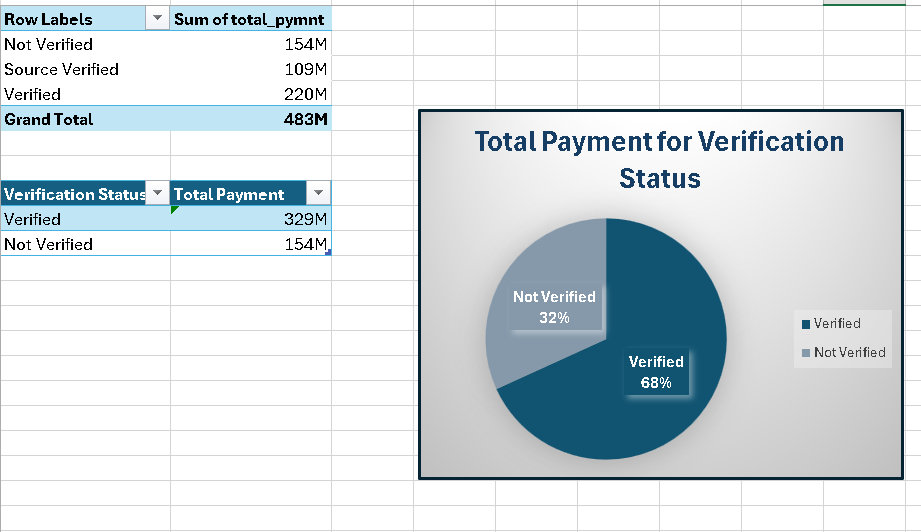 Row Labels Sum of total_pymnt
Not Verified 154M
Source Verified 109M
Verified 220M
Grand Total 483M
Verification Status Total Payment
Verified 329M
Not Verified 154M
Total Payment for Verification
Status
Not Verified
32%
Verified
68%
Verified
Not Verified